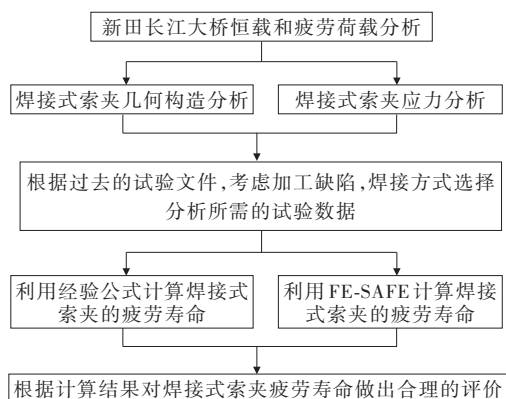 新田长江大桥恒载和疲劳荷载分析
焊接式索夹几何构造分析
焊接式索夹应力分析
根据过去的试验文件,考虑加工缺陷,焊接方式选择
分析所需的试验数据
利用经验公式计算焊接式
索夹的疲劳寿命
利用FE-SAFE计算焊接
式索夹的疲劳寿命
根据计算结果对焊接式索夹疲劳寿命做出合理的评价